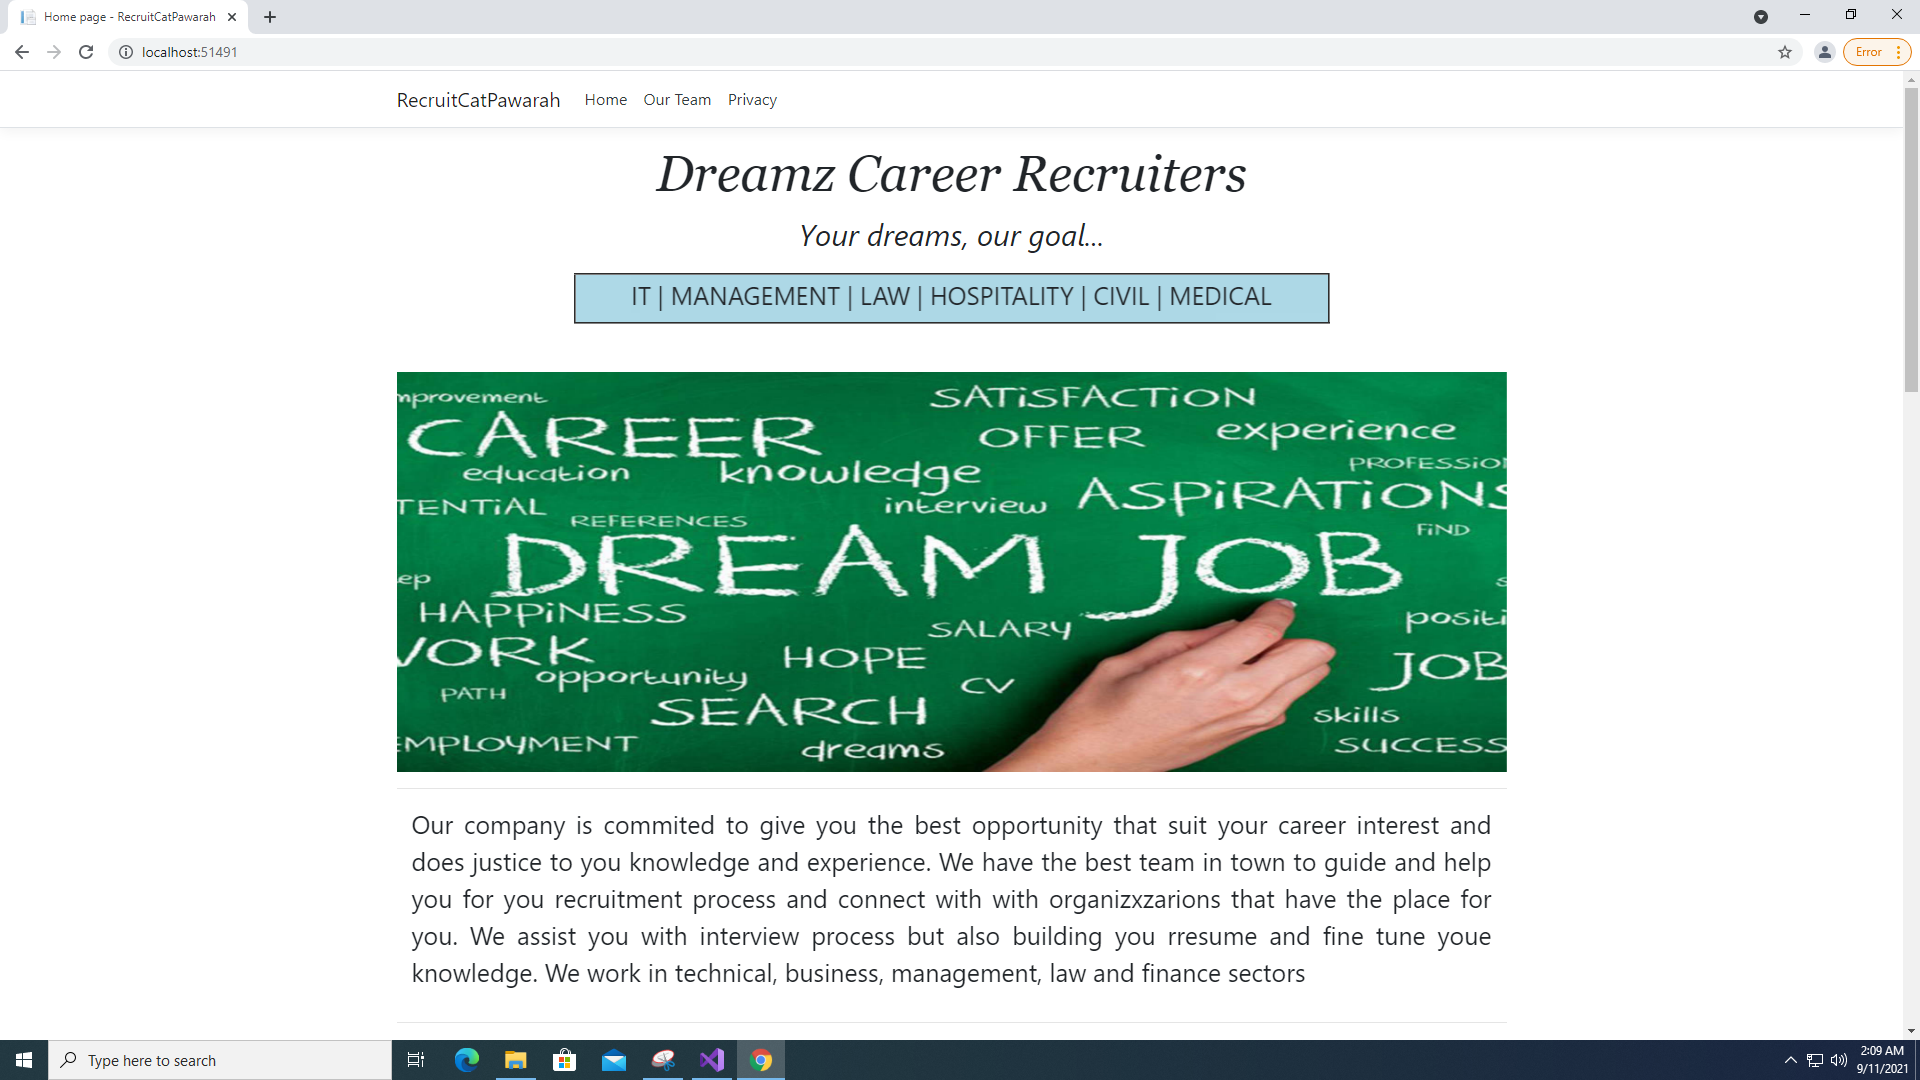 Home page - RecruitCatPawarah
localhost:51491
Error
RecruitCatPawarah Home Our Team Privacy
Dreamz Career Recruiters
Your dreams, our goal...
IT | MANAGEMENT | LAW | HOSPITALITY | CIVIL | MEDICAL
mprovement
SATiSFACTiON
CAREER
OFFER
experience
education
knowledge
PROFESSiO
TENTiAL
interview
ASPiRATiONS
REFERENCES
FiND
DREAM JOB
ep
HAPPiNESS
SALARY
positi
WORK
HOPE
JOB
opportunity
PATH
CV
SEARCH
skills
EMPLOYMENT
dreams
SUCCESS
Our company is commited to give you the best opportunity that suit your career interest and
does justice to you knowledge and experience. We have the best team in town to guide and help
you for you recruitment process and connect with with organizxzarions that have the place for
you. We assist you with interview process but also building you rresume and fine tune youe
knowledge. We work in technical, business, management, law and finance sectors
Type here to search
2:09 AM
9/11/2021